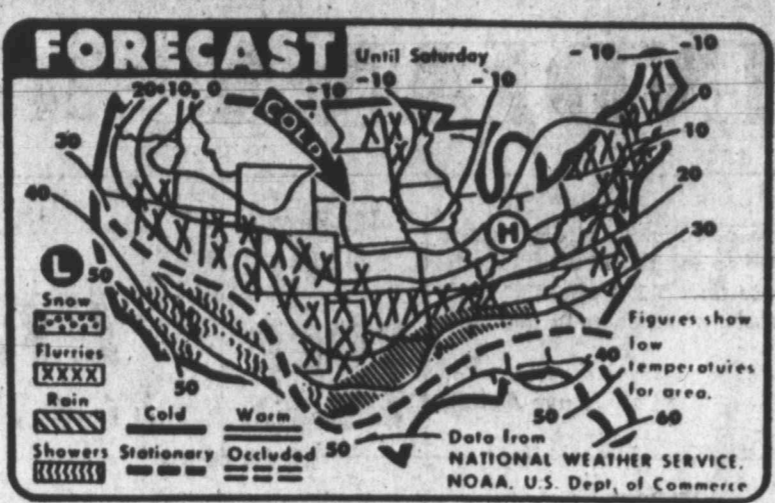 FORECAST
Until Saturday
-10 -10
20 +10 0 -10 -10 -10
0
30
COLD
10
40
20
H
30
L
50
Snow
Figures show
low
temperatures
for area.
Flurries
XXXX
50
40
Rain
Cold
Warm
50
60
Showers
Stationary
Occluded
50
Data from
NATIONAL WEATHER SERVICE,
NOAA, U.S. Dept. of Commerce